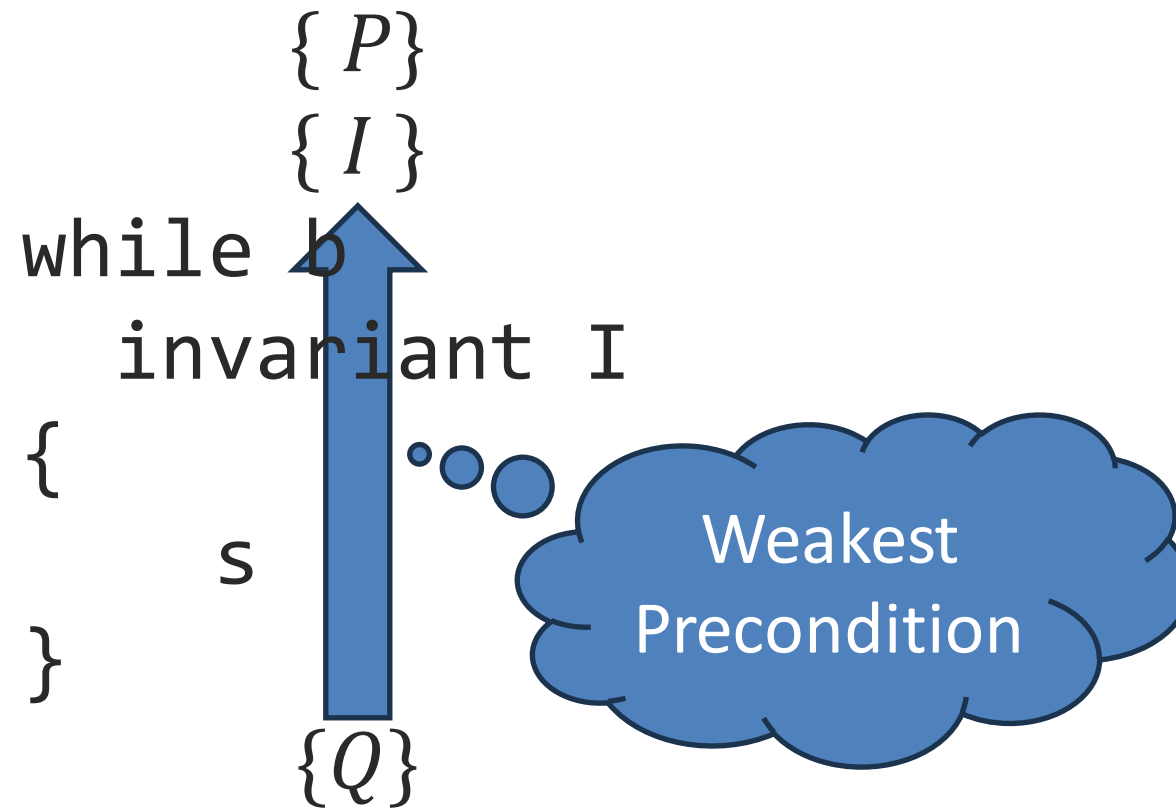 { P}
{ I }
while b
invariant I
{
s
}
{Q}
Weakest
Precondition